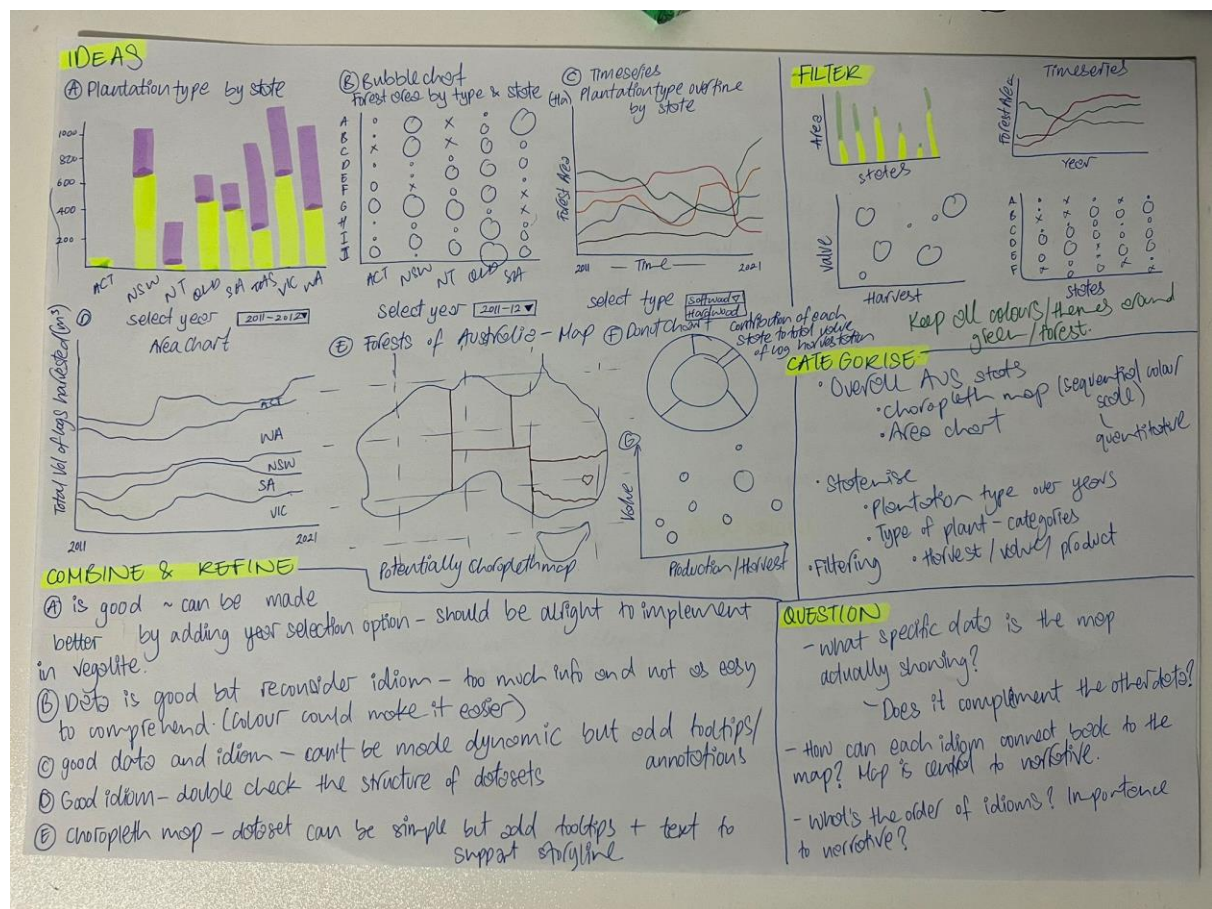 IDEAS
(A) Plantation type by state
1000
820
600
400
200
ACT NSW NT QLD SA TAS VIC WA
select year 2011-2012▼
(B) Bubble chart
Forest area by type & state
A
B
C
D
E
F
G
H
I
J
ACT NSW NT QLD SA
select year 2011-12▼
(C) Timeseries
(Ha) Plantation type overtime
by state
Forest Area
2011 — Time — 2021
select type Softwood▽
Hardwood
(D)
Area Chart
Total Vol of logs harvested (m³)
ACT
WA
NSW
SA
VIC
2011 2021
(E) Forests of Australia - Map
Potentially Choropleth map
(F) Donut Chart
Contribution of each
state to total value
of log
(G)
Value
Production/Harvest
FILTER
Area
states
Timeseries
Forest Area
year
Value
Harvest
A
B
C
D
E
F
states
Keep all colours/themes around
green/forest.
CATEGORISE
• Overall AUS stats
• Choropleth map (sequential colour
scale)
quantitative
• Area chart
• Statewise
• plantation type over years
• Type of plant - categories
• Harvest / value / product
• Filtering
COMBINE & REFINE
(A) is good ~ can be made
better by adding year selection option - should be alright to implement
in vegalite.
(B) Data is good but reconsider idiom - too much info and not as easy
to comprehend. (Colour could make it easier)
(C) good data and idiom - can't be made dynamic but add tooltips/
annotations
(D) Good idiom - double check the structure of datasets
(E) Choropleth map - dataset can be simple but add tooltips + text to
support storyline
QUESTION
- what specific data is the map
actually showing?
- Does it compliment the other data?
- How can each idiom connect back to the
map? Map is central to narrative.
- what's the order of idioms? Importance
to narrative?